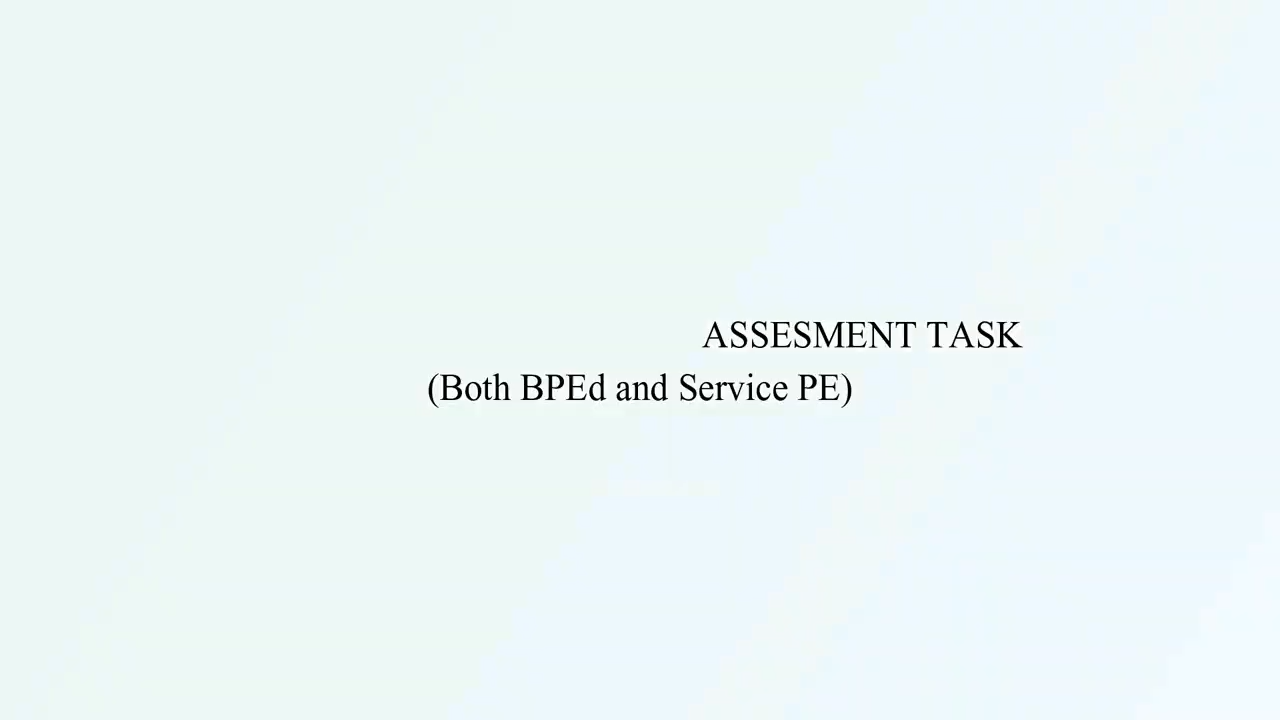 ASSESMENT TASK
(Both BPEd and Service PE)